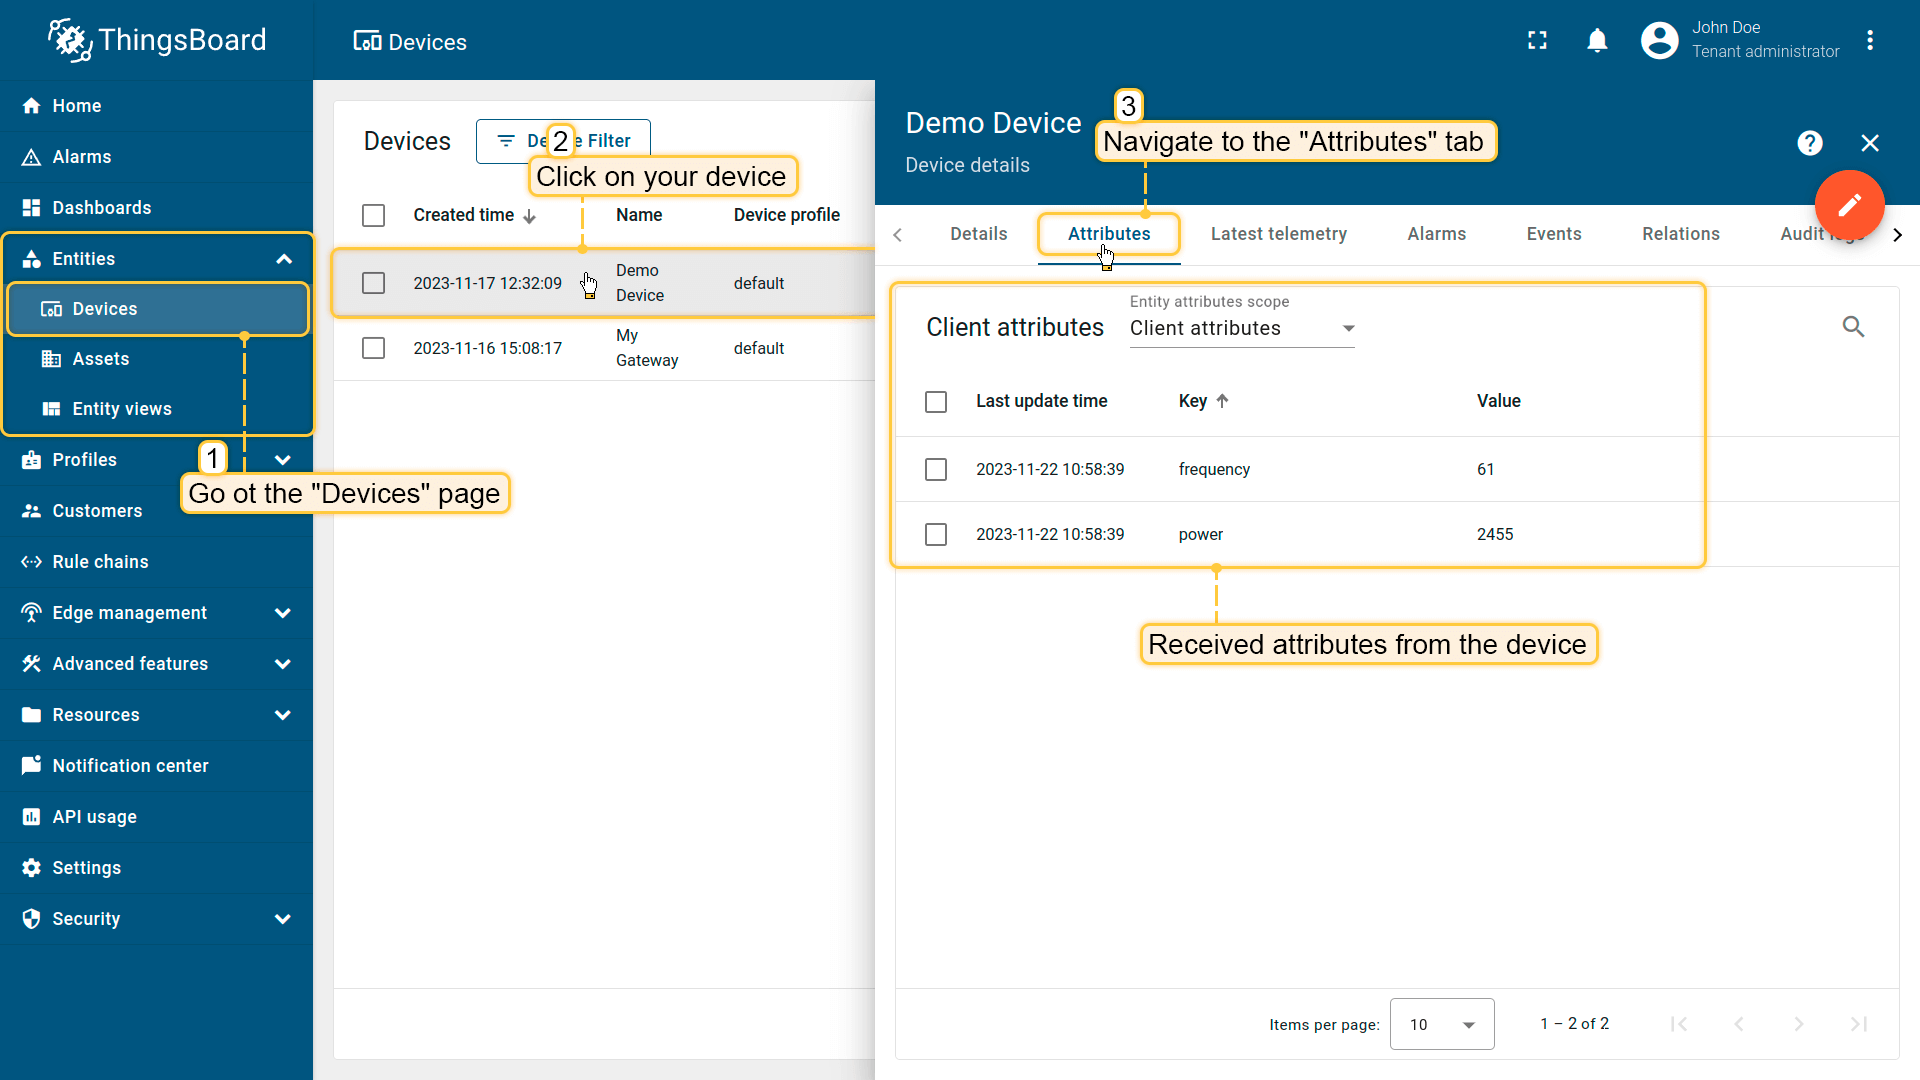 ThingsBoard
Devices
John Doe
Tenant administrator
Home
Alarms
Dashboards
Entities
Devices
Assets
Entity views
Profiles
1
Go ot the "Devices" page
Customers
Rule chains
Edge management
Advanced features
Resources
Notification center
API usage
Settings
Security
Devices
Filter
2
Click on your device
Created time
Name
Device profile
2023-11-17 12:32:09
Demo
Device
default
2023-11-16 15:08:17
My
Gateway
default
Demo Device
Device details
3
Navigate to the "Attributes" tab
?
Details
Attributes
Latest telemetry
Alarms
Events
Relations
Audit logs
Client attributes
Entity attributes scope
Client attributes
Last update time
Key
Value
2023-11-22 10:58:39
frequency
61
2023-11-22 10:58:39
power
2455
Received attributes from the device
Items per page:
10
1 – 2 of 2